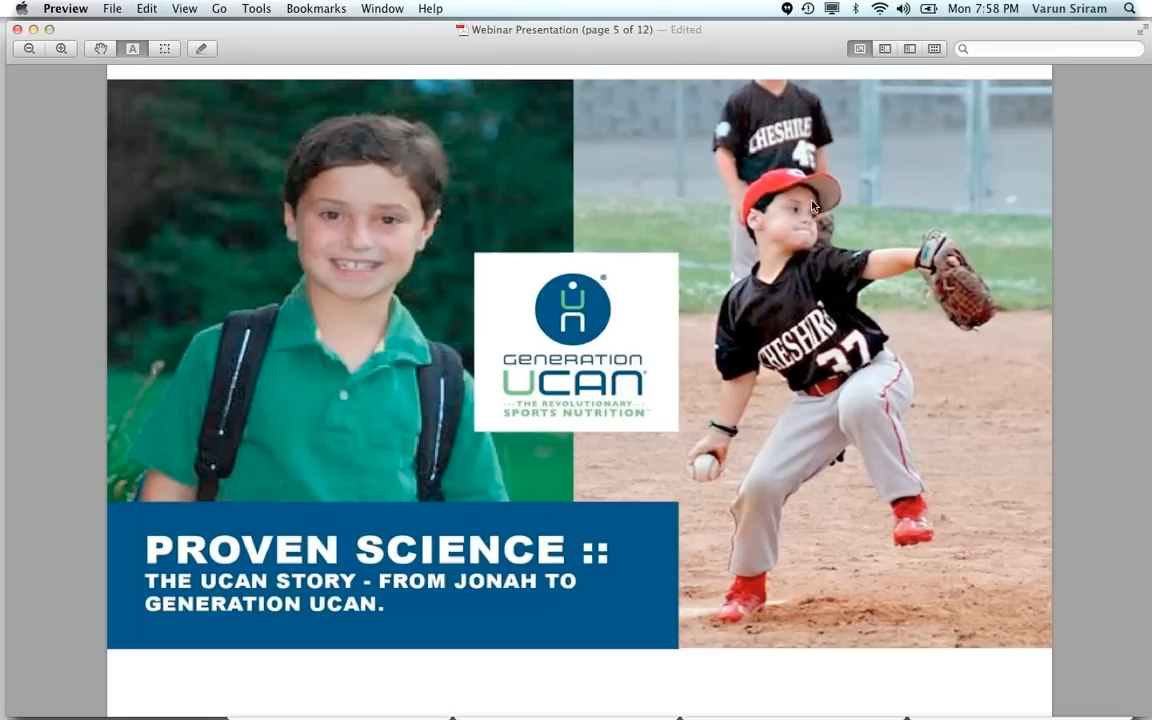 Preview File Edit View Go Tools Bookmarks Window Help Mon 7:58 PM Varun Sriram
Webinar Presentation (page 5 of 12) — Edited
A
CHESHIRE
CHESHIRE
37
UN
GENERATION
UCAN
THE REVOLUTIONARY
SPORTS NUTRITION™
PROVEN SCIENCE ::
THE UCAN STORY - FROM JONAH TO
GENERATION UCAN.